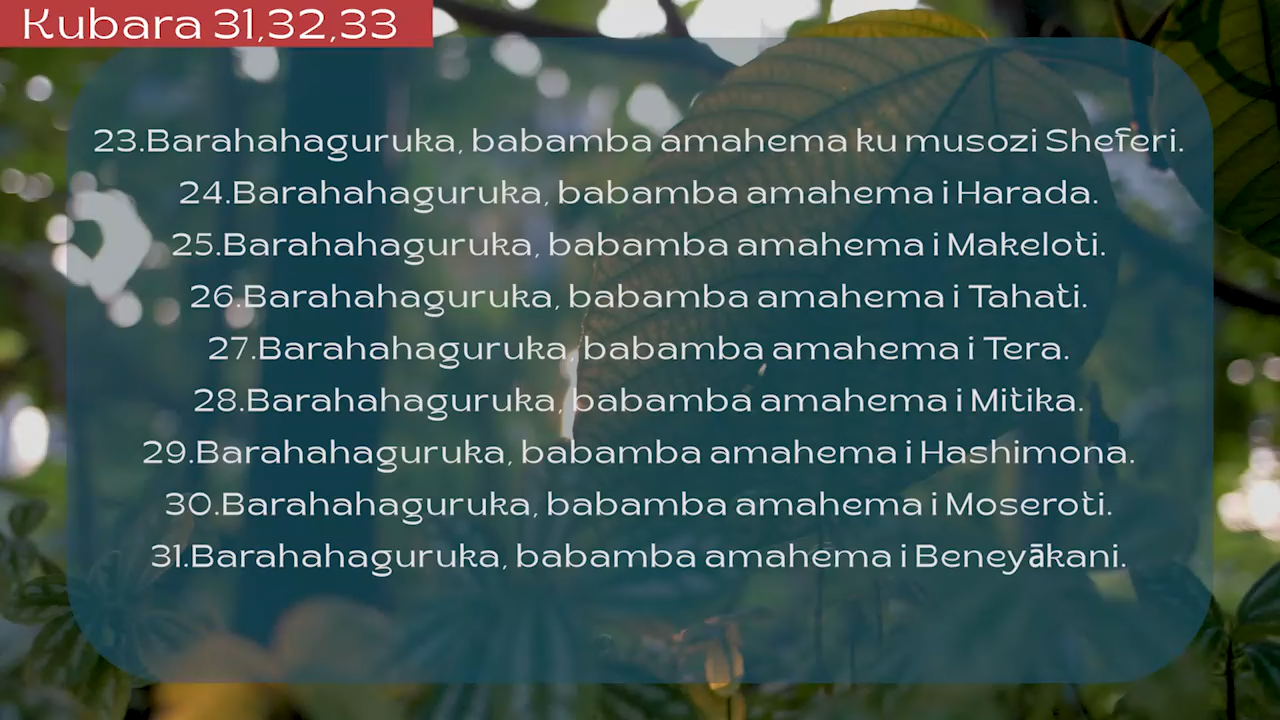 Kubara 31,32,33
23.Barahahaguruka, babamba amahema ku musozi Sheferi.
24.Barahahaguruka, babamba amahema i Harada.
25.Barahahaguruka, babamba amahema i Makeloti.
26.Barahahaguruka, babamba amahema i Tahati.
27.Barahahaguruka, babamba amahema i Tera.
28.Barahahaguruka, babamba amahema i Mitika.
29.Barahahaguruka, babamba amahema i Hashimona.
30.Barahahaguruka, babamba amahema i Moseroti.
31.Barahahaguruka, babamba amahema i Beneyākani.